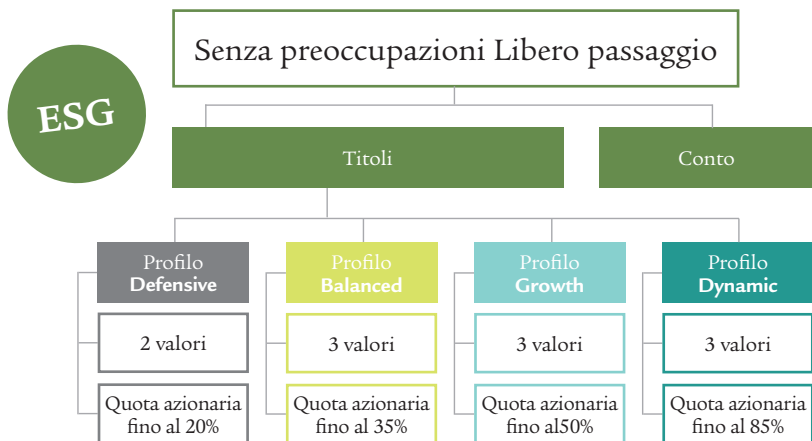 Senza preoccupazioni Libero passaggio
ESG
Titoli
Conto
Profilo
Defensive
Profilo
Balanced
Profilo
Growth
Profilo
Dynamic
2 valori
3 valori
3 valori
3 valori
Quota azionaria
fino al 20%
Quota azionaria
fino al 35%
Quota azionaria
fino al50%
Quota azionaria
fino al 85%